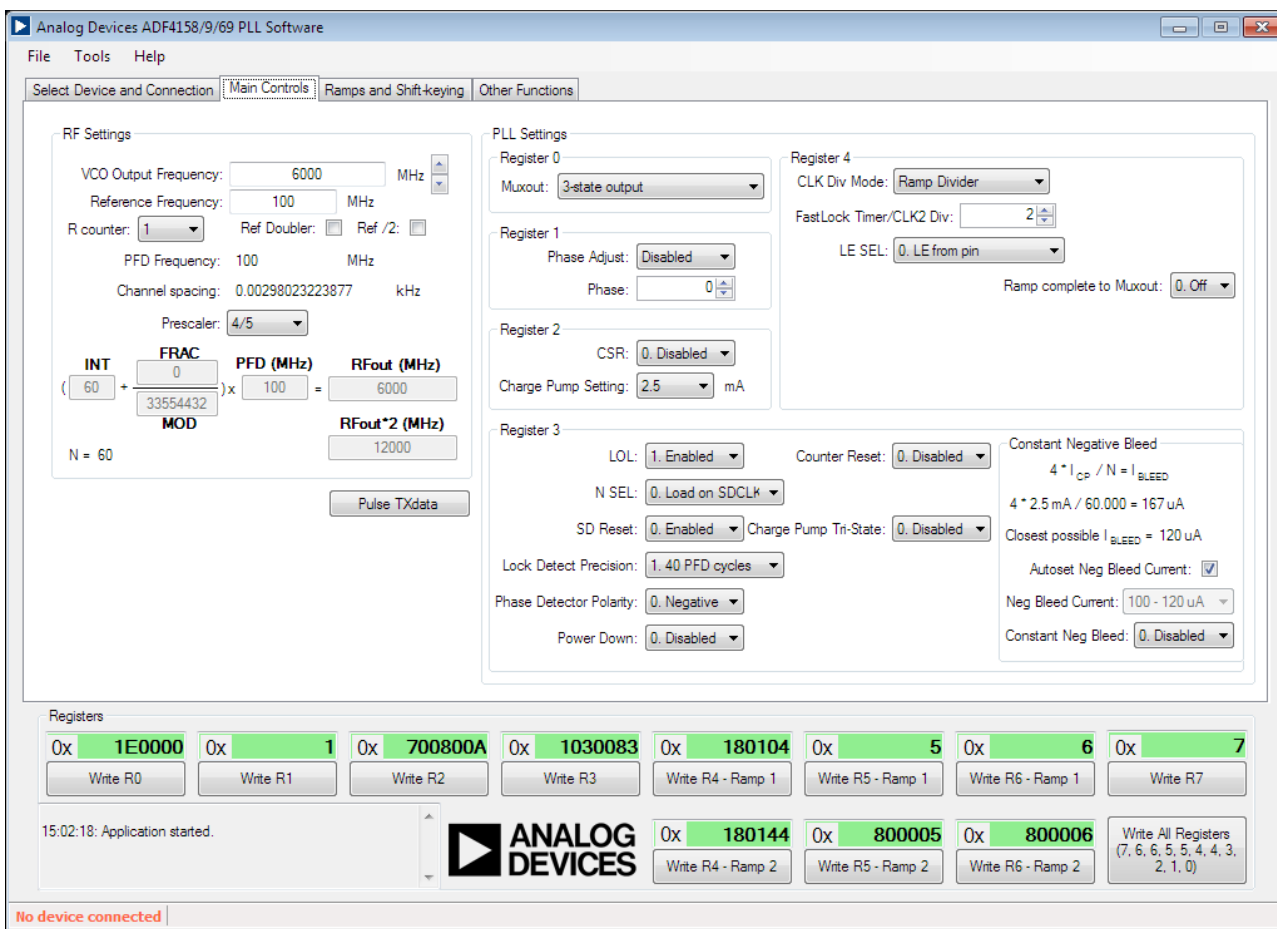 Analog Devices ADF4158/9/69 PLL Software
File Tools Help
Select Device and Connection Main Controls Ramps and Shift-keying Other Functions
RF Settings
VCO Output Frequency: 6000 MHz
Reference Frequency: 100 MHz
R counter: 1 Ref Doubler: Ref /2:
PFD Frequency: 100 MHz
Channel spacing: 0.00298023223877 kHz
Prescaler: 4/5
INT FRAC PFD (MHz) RFout (MHz)
( 60 + 0 / 33554432 ) x 100 = 6000
MOD
RFout*2 (MHz)
12000
N = 60
Pulse TXdata
PLL Settings
Register 0
Muxout: 3-state output
Register 1
Phase Adjust: Disabled
Phase: 0
Register 2
CSR: 0. Disabled
Charge Pump Setting: 2.5 mA
Register 4
CLK Div Mode: Ramp Divider
FastLock Timer/CLK2 Div: 2
LE SEL: 0. LE from pin
Ramp complete to Muxout: 0. Off
Register 3
LOL: 1. Enabled Counter Reset: 0. Disabled
N SEL: 0. Load on SDCLK
SD Reset: 0. Enabled Charge Pump Tri-State: 0. Disabled
Lock Detect Precision: 1. 40 PFD cycles
Phase Detector Polarity: 0. Negative
Power Down: 0. Disabled
Constant Negative Bleed
4 * I CP / N = I BLEED
4 * 2.5 mA / 60.000 = 167 uA
Closest possible I BLEED = 120 uA
Autoset Neg Bleed Current:
Neg Bleed Current: 100 - 120 uA
Constant Neg Bleed: 0. Disabled
Registers
0x 1E0000 0x 1 0x 700800A 0x 1030083 0x 180104 0x 5 0x 6 0x 7
Write R0 Write R1 Write R2 Write R3 Write R4 - Ramp 1 Write R5 - Ramp 1 Write R6 - Ramp 1 Write R7
15:02:18: Application started.
ANALOG
DEVICES
0x 180144 0x 800005 0x 800006
Write R4 - Ramp 2 Write R5 - Ramp 2 Write R6 - Ramp 2
Write All Registers
(7, 6, 6, 5, 5, 4, 4, 3,
2, 1, 0)
No device connected